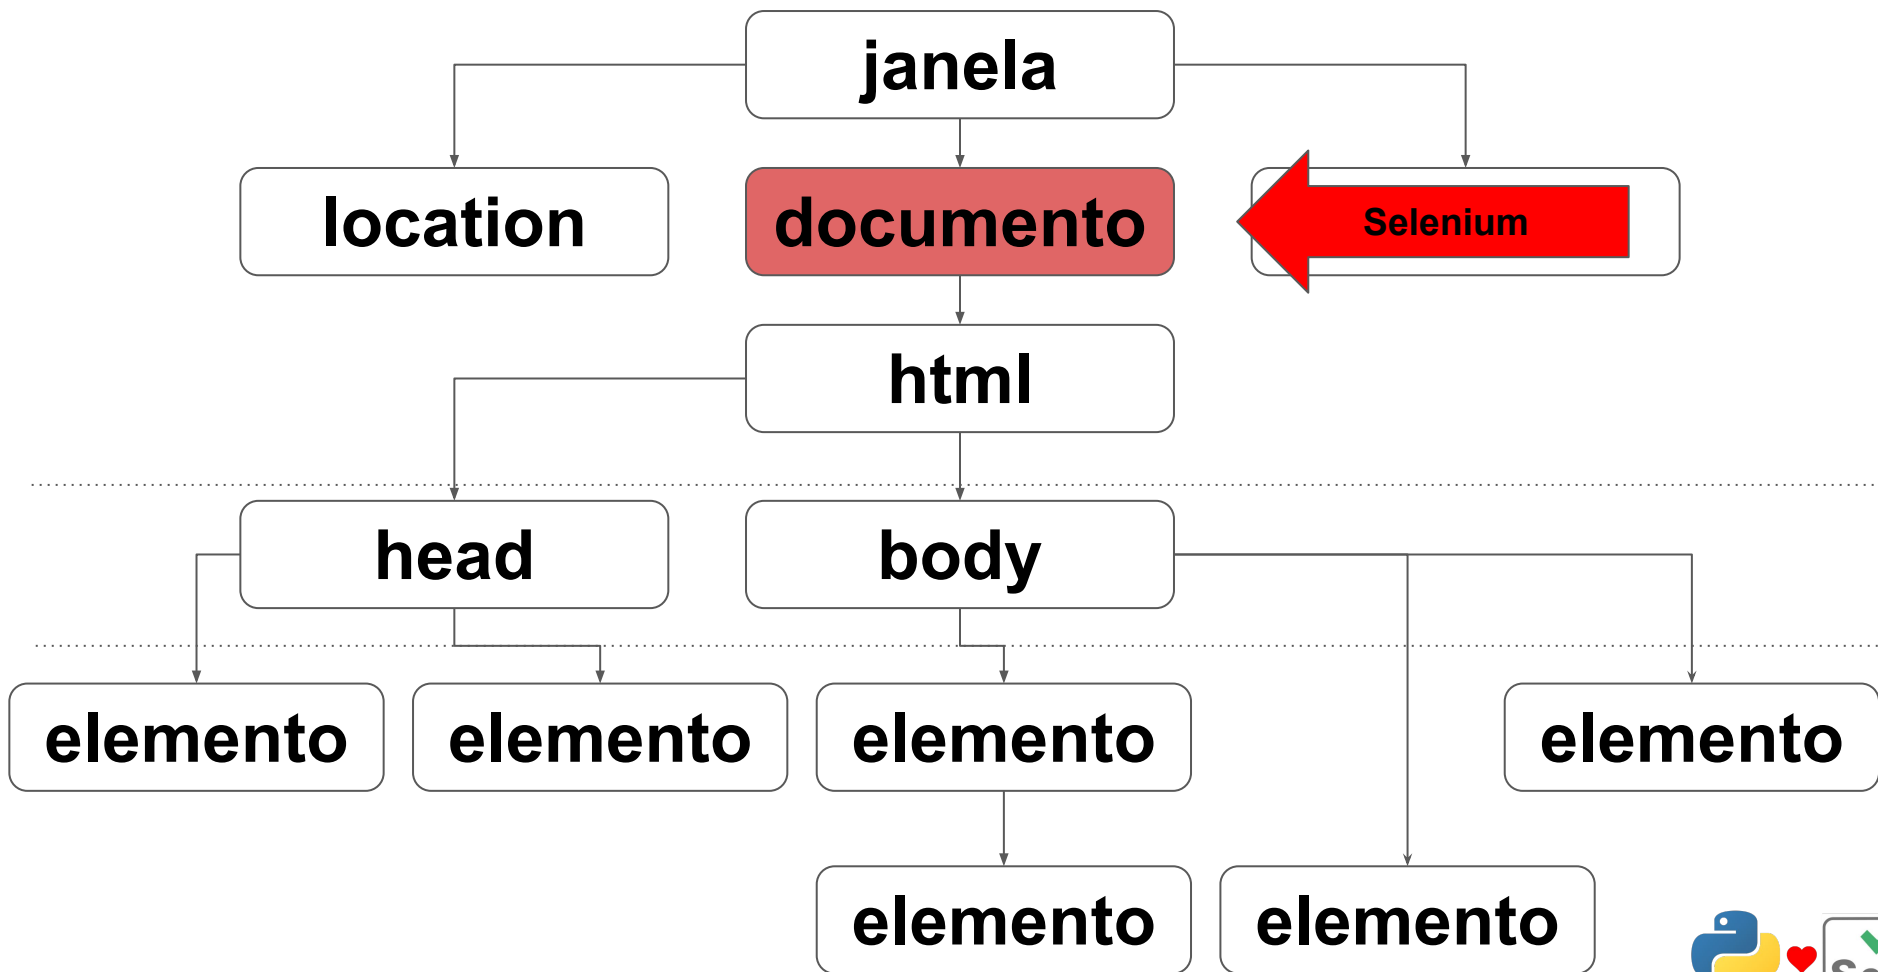 janela
location
documento
Selenium
html
head
body
elemento
elemento
elemento
elemento
elemento
elemento